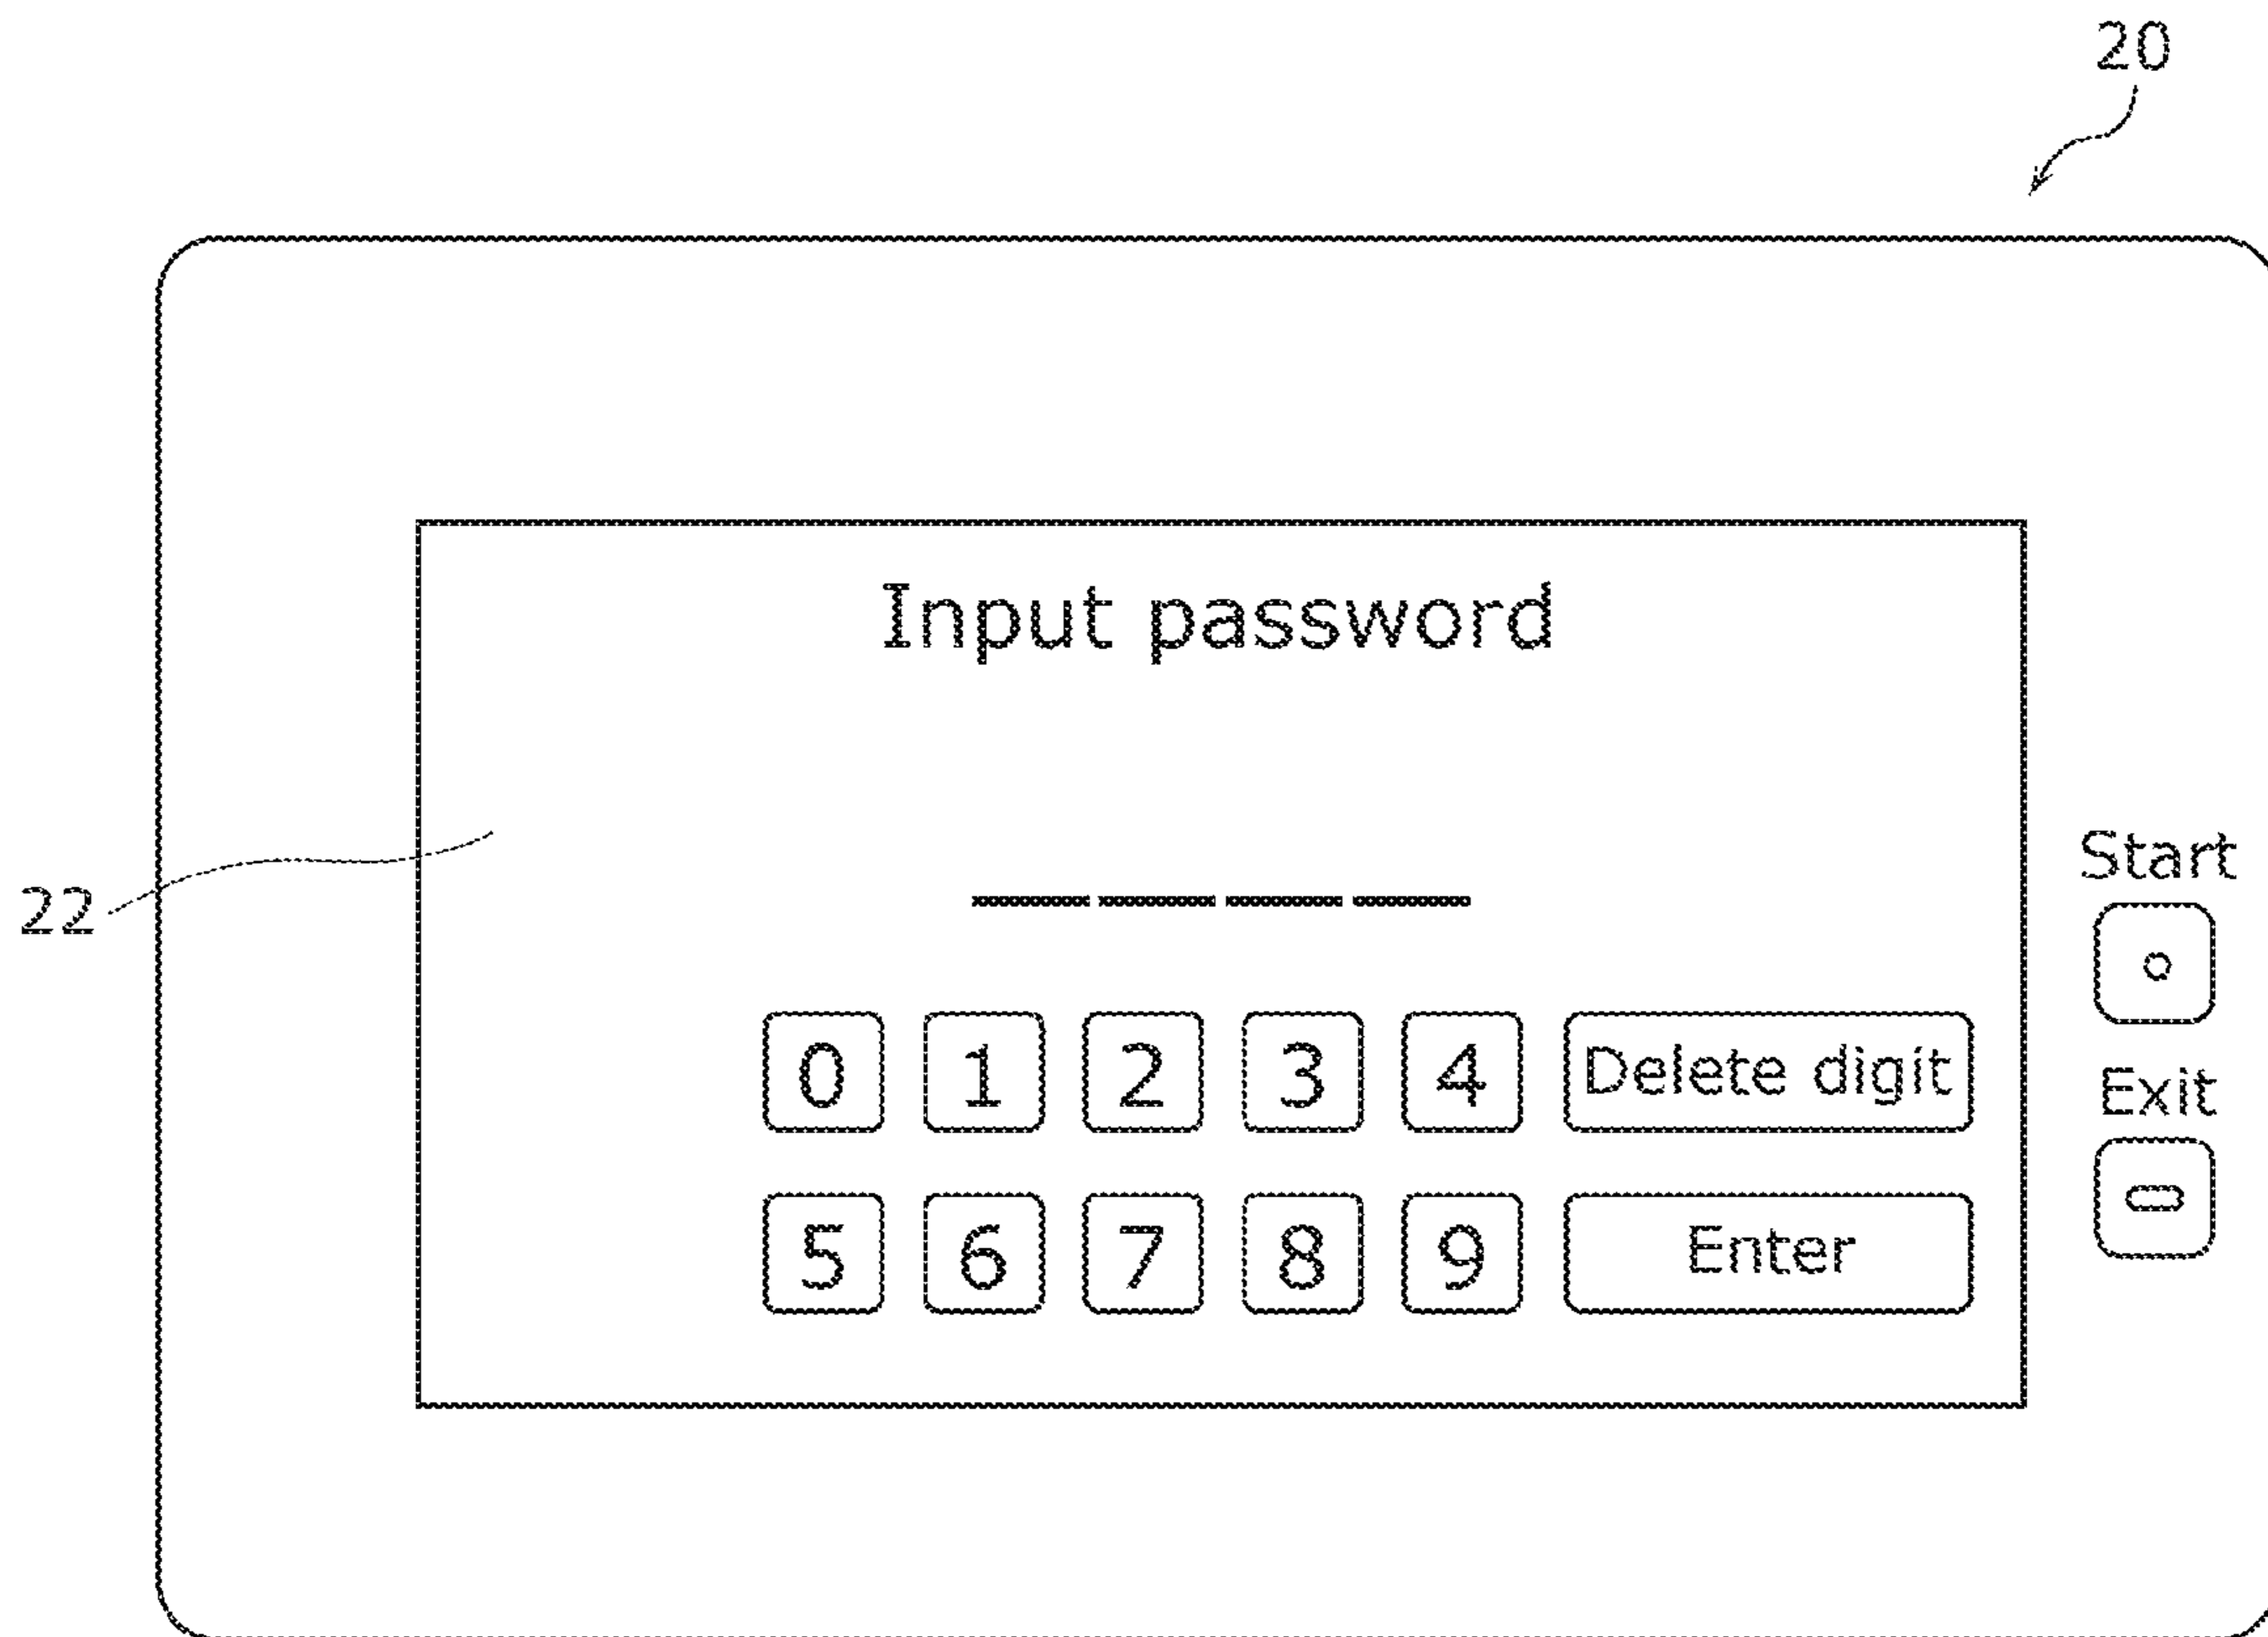 20
Input password
22
Start
0 1 2 3 4 Delete digit
Exit
5 6 7 8 9 Enter